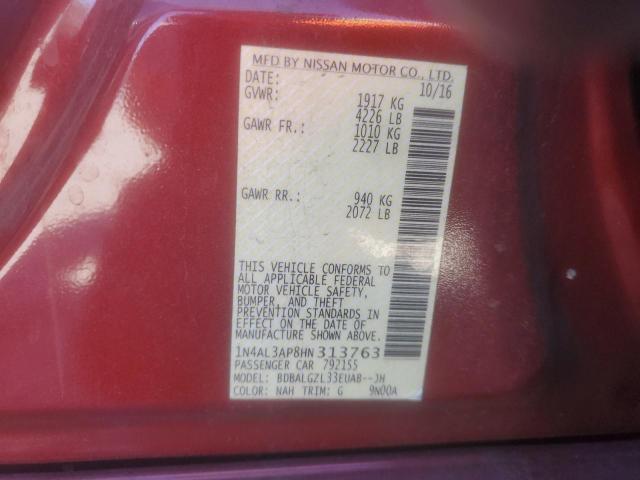 MFD BY NISSAN MOTOR CO., LTD.
DATE: 10/16
GVWR: 1917 KG
4226 LB
GAWR FR.: 1010 KG
2227 LB
GAWR RR.: 940 KG
2072 LB
THIS VEHICLE CONFORMS TO
ALL APPLICABLE FEDERAL
MOTOR VEHICLE SAFETY,
BUMPER, AND THEFT
PREVENTION STANDARDS
IN EFFECT ON THE DATE OF
MANUFACTURE SHOWN ABOVE.
1N4AL3AP8HN313763
PASSENGER CAR 792155
MODEL: BDBALGZL33EUAB--JH
COLOR: NAH TRIM: G 9N00A